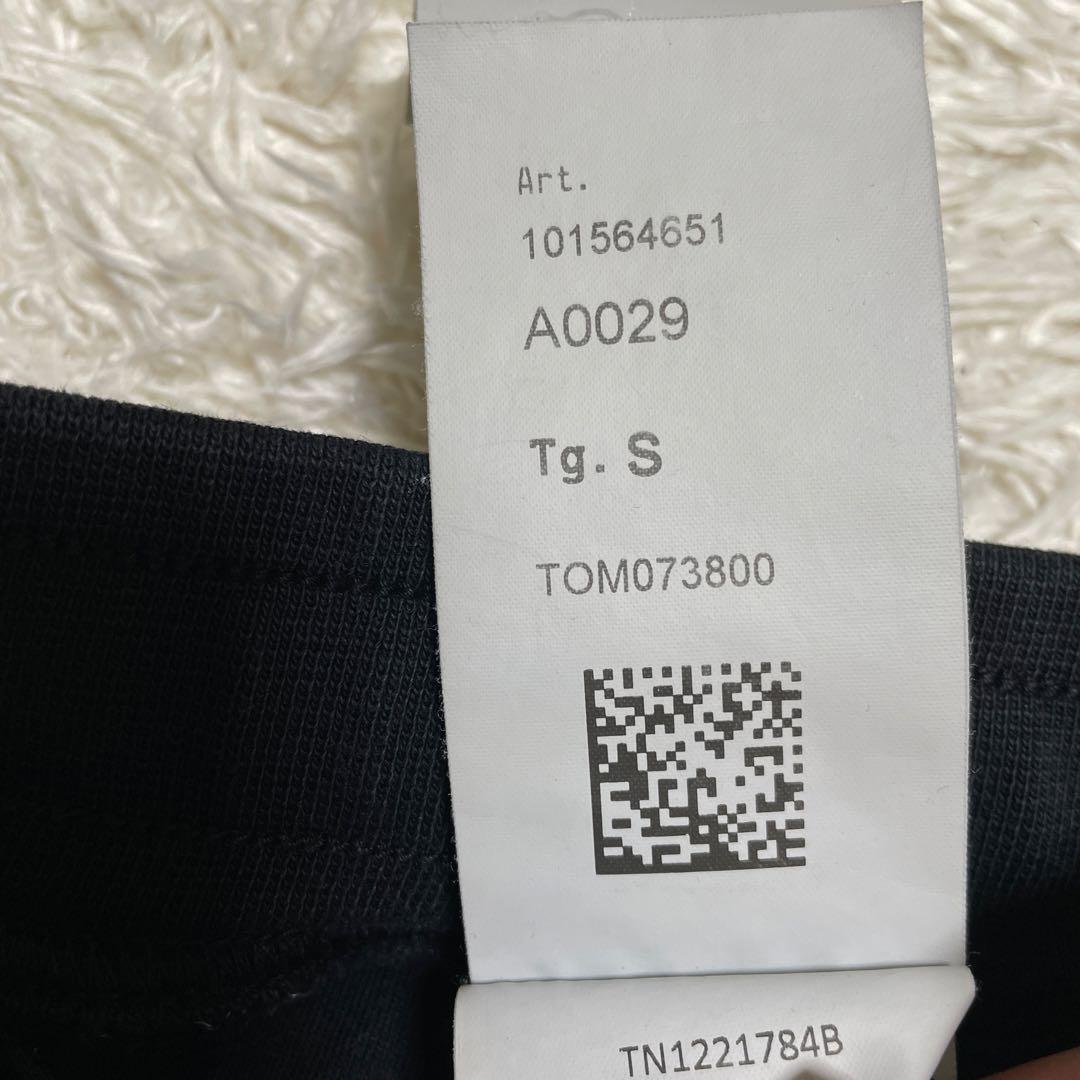 Art.
101564651
A0029
Tg. S
TOM073800
TN1221784B